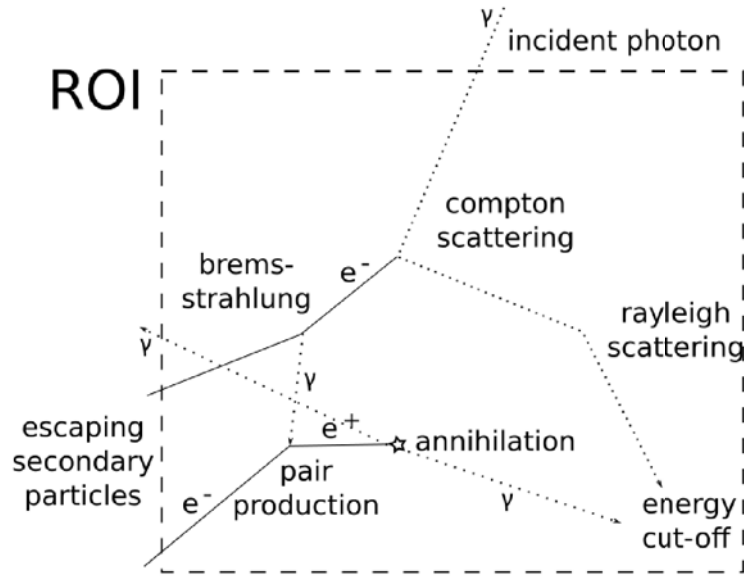 γ
incident photon
ROI
compton
scattering
brems-
strahlung
e-
rayleigh
scattering
γ
γ
e+
annihilation
escaping
secondary
particles
pair
production
e-
γ
energy
cut-off